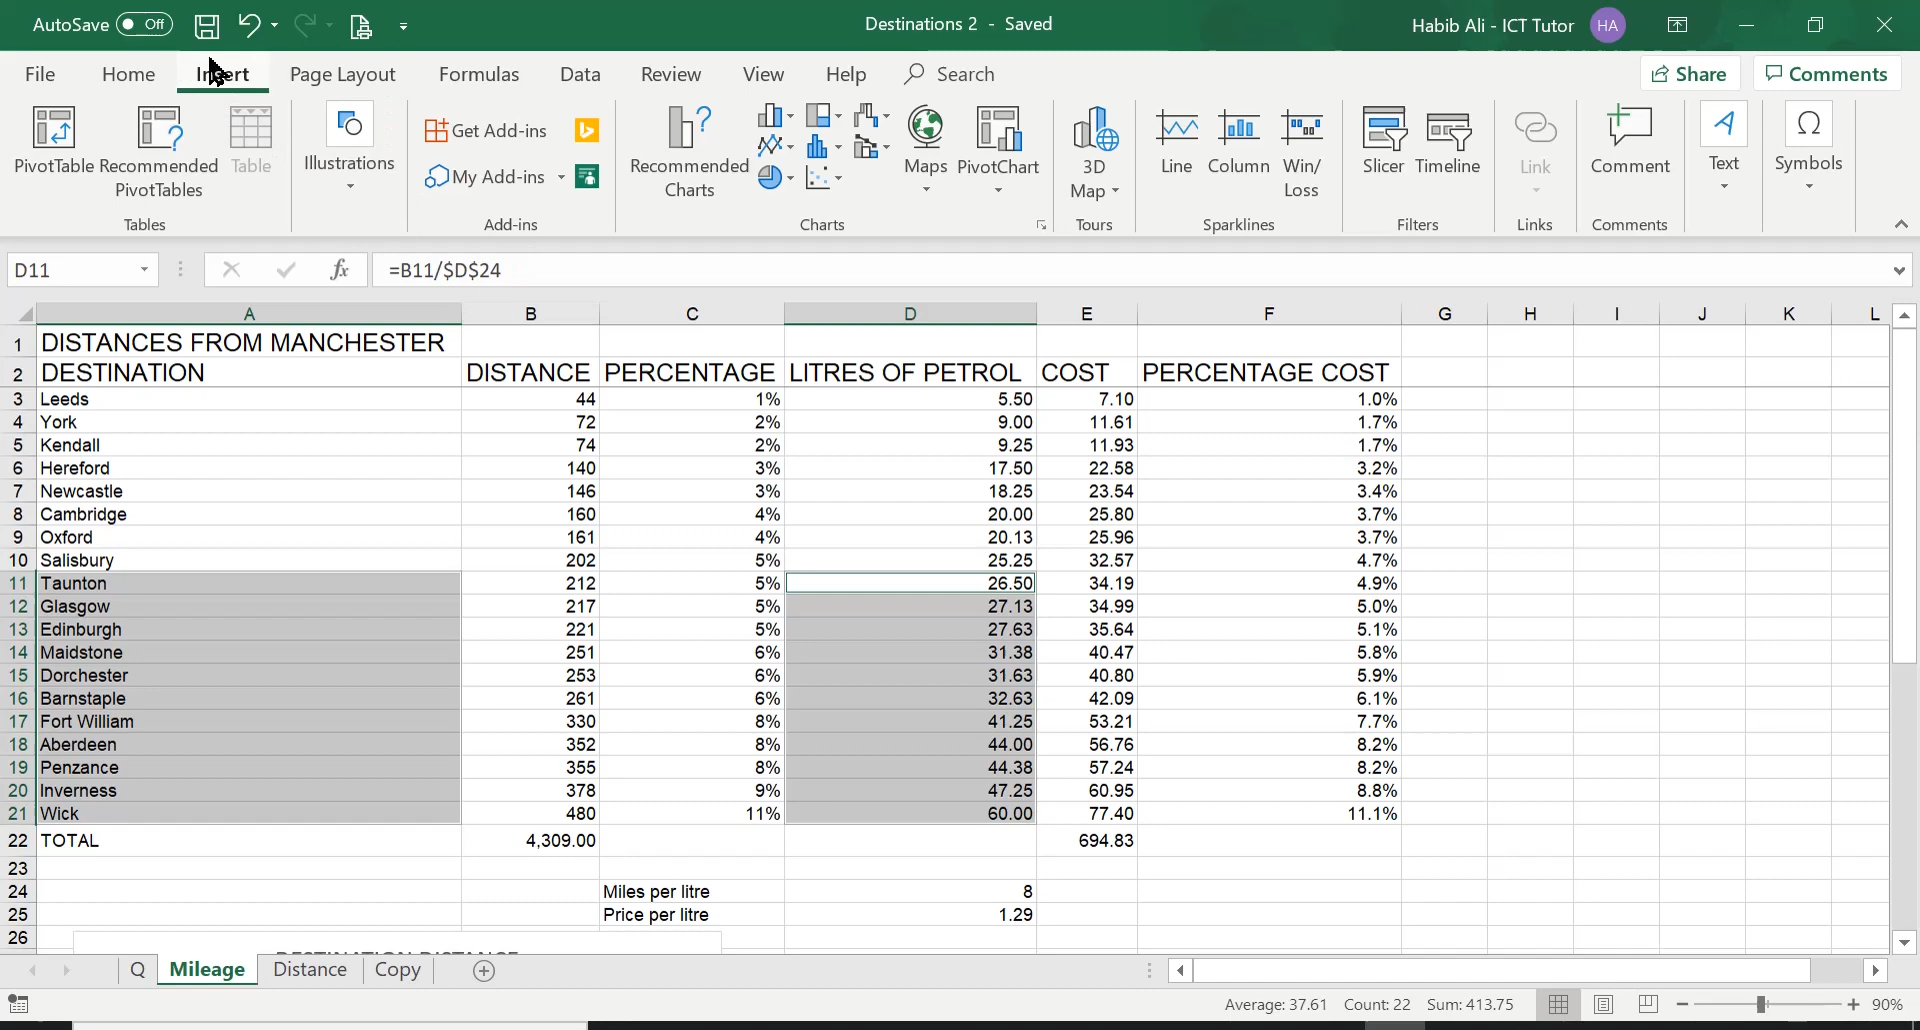 AutoSave Off
Destinations 2 - Saved
Habib Ali - ICT Tutor HA
File Home Insert Page Layout Formulas Data Review View Help Search Share Comments
PivotTable Recommended PivotTables Table
Tables
Illustrations
Get Add-ins
My Add-ins
Add-ins
Recommended Charts
Maps PivotChart
Charts
3D Map
Tours
Line Column Win/Loss
Sparklines
Slicer Timeline
Filters
Link
Links
Comment
Comments
Text
Ω
Symbols
D11 fx =B11/$D$24
A B C D E F G H I J K L
1 DISTANCES FROM MANCHESTER
2 DESTINATION DISTANCE PERCENTAGE LITRES OF PETROL COST PERCENTAGE COST
3 Leeds 44 1% 5.50 7.10 1.0%
4 York 72 2% 9.00 11.61 1.7%
5 Kendall 74 2% 9.25 11.93 1.7%
6 Hereford 140 3% 17.50 22.58 3.2%
7 Newcastle 146 3% 18.25 23.54 3.4%
8 Cambridge 160 4% 20.00 25.80 3.7%
9 Oxford 161 4% 20.13 25.96 3.7%
10 Salisbury 202 5% 25.25 32.57 4.7%
11 Taunton 212 5% 26.50 34.19 4.9%
12 Glasgow 217 5% 27.13 34.99 5.0%
13 Edinburgh 221 5% 27.63 35.64 5.1%
14 Maidstone 251 6% 31.38 40.47 5.8%
15 Dorchester 253 6% 31.63 40.80 5.9%
16 Barnstaple 261 6% 32.63 42.09 6.1%
17 Fort William 330 8% 41.25 53.21 7.7%
18 Aberdeen 352 8% 44.00 56.76 8.2%
19 Penzance 355 8% 44.38 57.24 8.2%
20 Inverness 378 9% 47.25 60.95 8.8%
21 Wick 480 11% 60.00 77.40 11.1%
22 TOTAL 4,309.00 694.83
23
24 Miles per litre 8
25 Price per litre 1.29
26
DESTINATION DISTANCE
Q Mileage Distance Copy
Average: 37.61 Count: 22 Sum: 413.75 90%